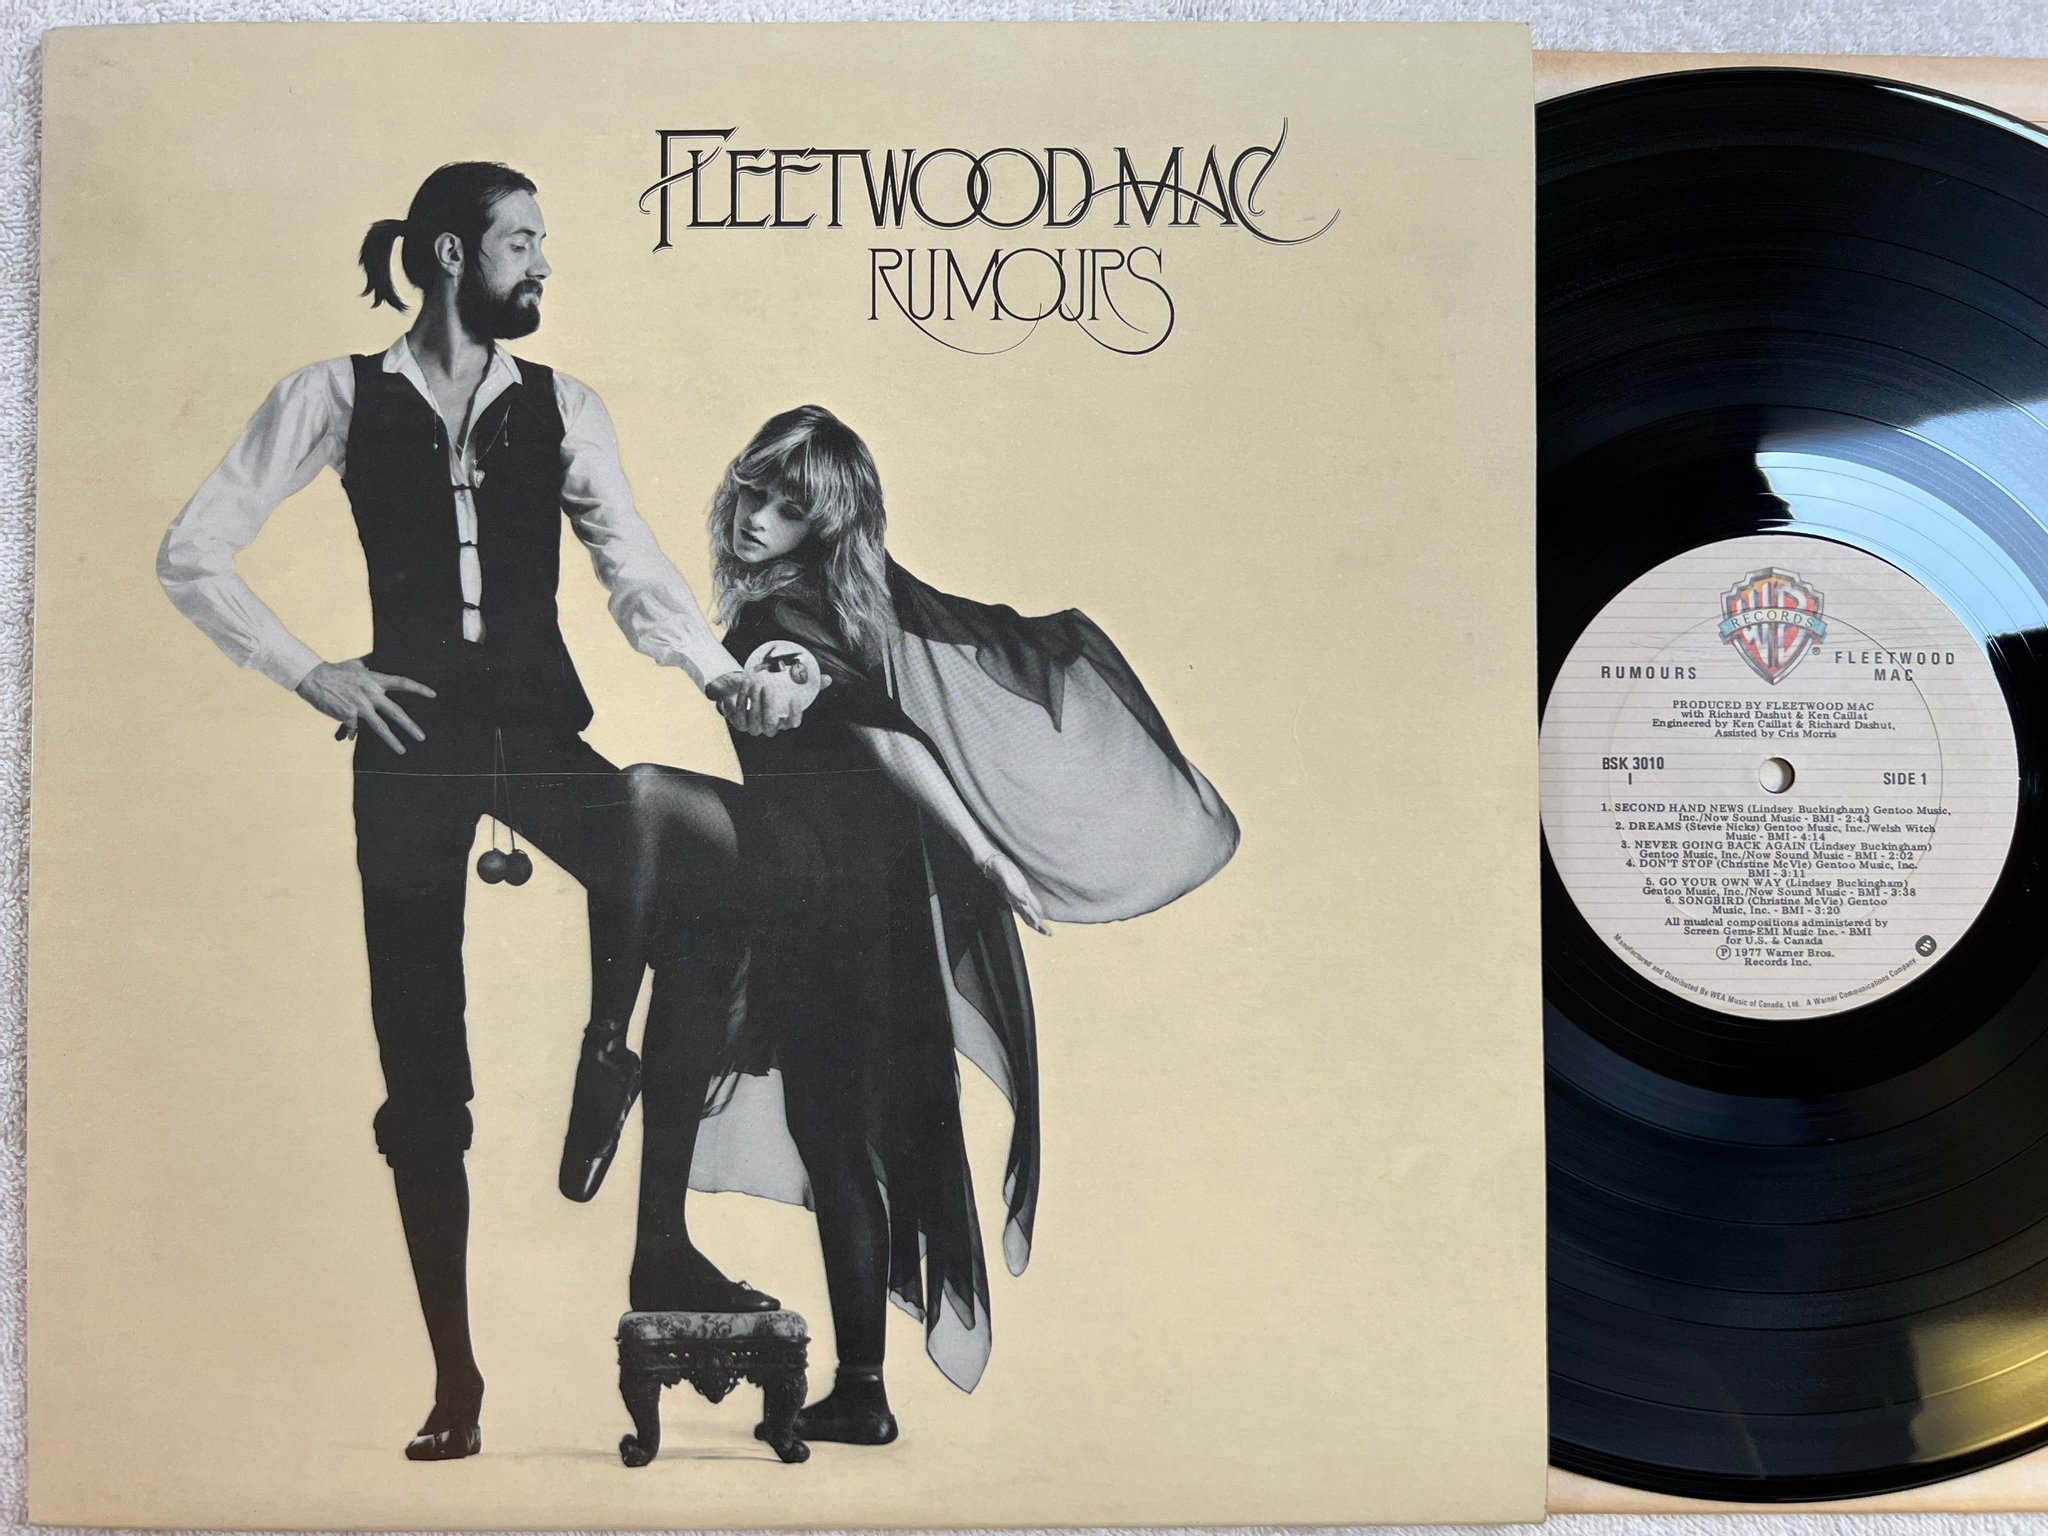 FLEETWOOD MAC
RUMOURS
RECORDS
®
RUMOURS
FLEETWOOD
MAC
PRODUCED BY FLEETWOOD MAC
with Richard Dashut & Ken Caillat
Engineered by Ken Caillat & Richard Dashut,
Assisted by Cris Morris
BSK 3010
1
SIDE 1
1. SECOND HAND NEWS (Lindsey Buckingham) Gentoo Music,
Inc./Now Sound Music - BMI - 2:43
2. DREAMS (Stevie Nicks) Gentoo Music, Inc./Welsh Witch
Music - BMI - 4:14
3. NEVER GOING BACK AGAIN (Lindsey Buckingham)
Gentoo Music, Inc./Now Sound Music - BMI - 2:02
4. DON'T STOP (Christine McVie) Gentoo Music, Inc.
BMI - 3:11
5. GO YOUR OWN WAY (Lindsey Buckingham)
Gentoo Music, Inc./Now Sound Music - BMI - 3:38
6. SONGBIRD (Christine McVie) Gentoo
Music, Inc. - BMI - 3:20
All musical compositions administered by
Screen Gems-EMI Music Inc. - BMI
for U.S. & Canada
Ⓟ 1977 Warner Bros.
Records Inc.
Manufactured and Distributed By WEA Music of Canada, Ltd. A Warner Communications Company